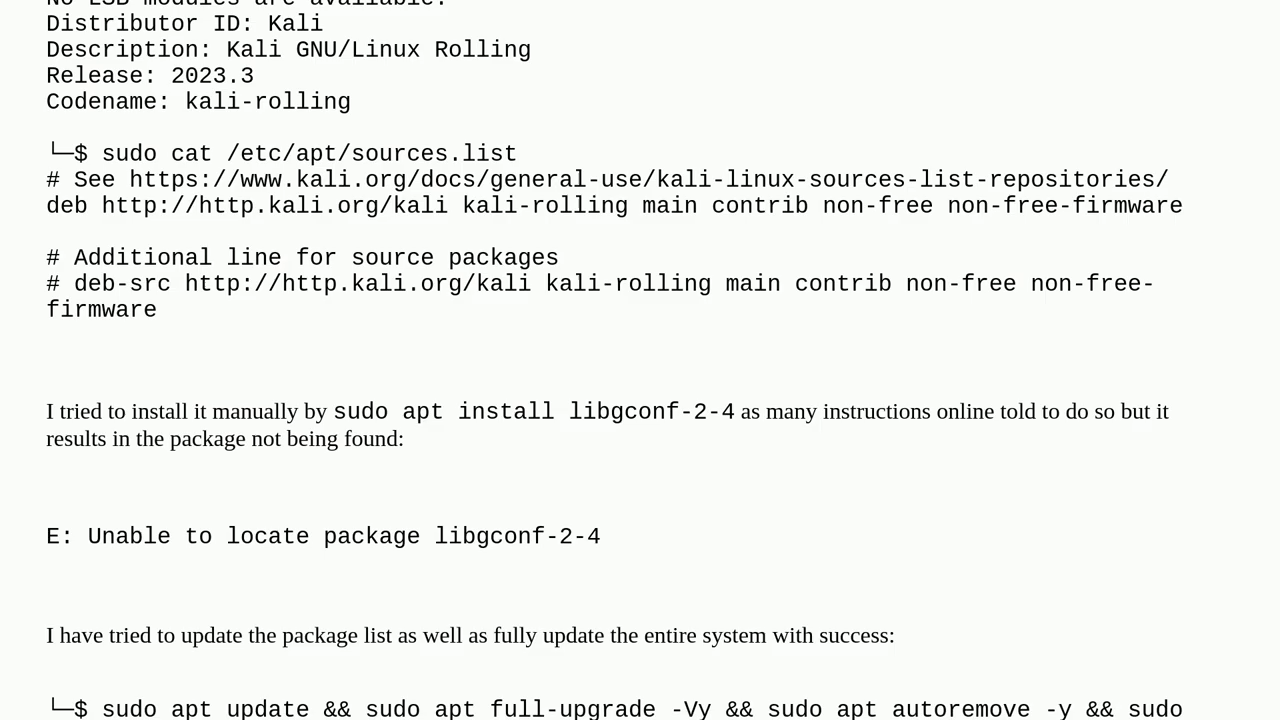 No LSB modules are available.
Distributor ID: Kali
Description: Kali GNU/Linux Rolling
Release: 2023.3
Codename: kali-rolling
└─$ sudo cat /etc/apt/sources.list
# See https://www.kali.org/docs/general-use/kali-linux-sources-list-repositories/
deb http://http.kali.org/kali kali-rolling main contrib non-free non-free-firmware
# Additional line for source packages
# deb-src http://http.kali.org/kali kali-rolling main contrib non-free non-free-
firmware
I tried to install it manually by sudo apt install libgconf-2-4 as many instructions online told to do so but it
results in the package not being found:
E: Unable to locate package libgconf-2-4
I have tried to update the package list as well as fully update the entire system with success:
└─$ sudo apt update && sudo apt full-upgrade -Vy && sudo apt autoremove -y && sudo